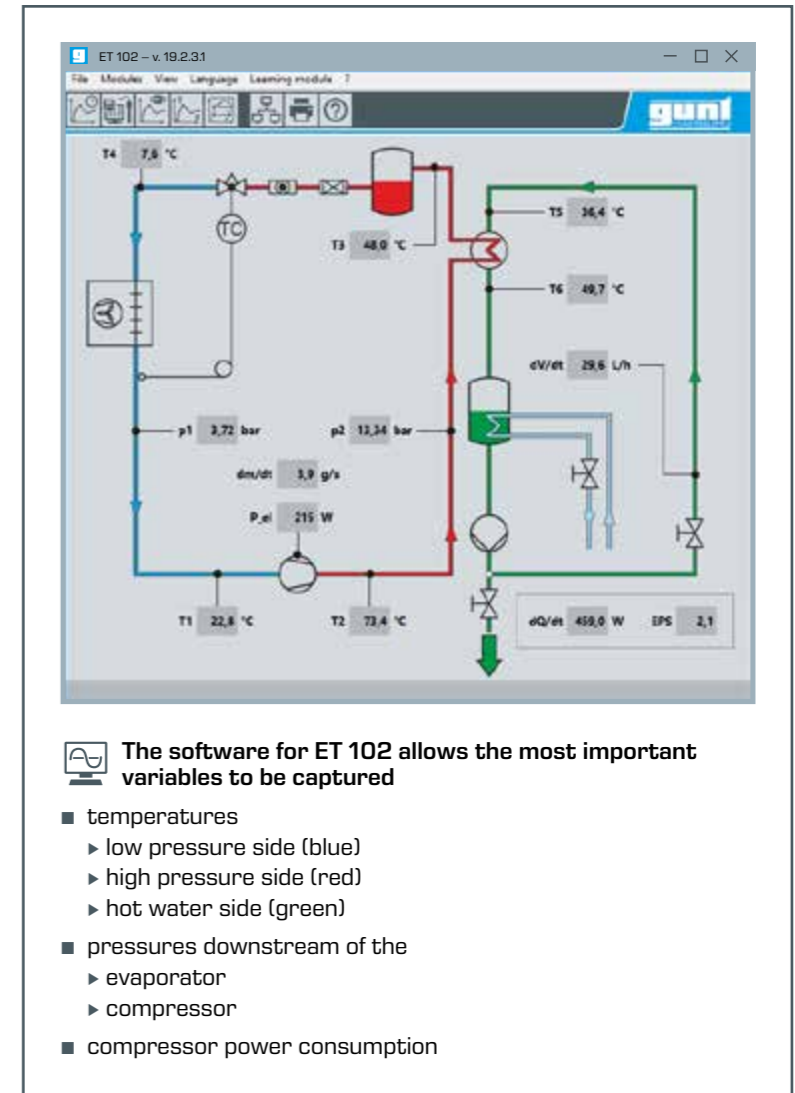 ET 102 – v. 19.2.3.1
File Modules View Language Learning module ?
gunt
T4 7,6 °C
TC
T5 36,4 °C
T3 48,0 °C
T6 49,7 °C
dV/dt 29,6 L/h
p1 3,72 bar
p2 13,34 bar
dm/dt 3,9 g/s
P_el 215 W
T1 22,8 °C
T2 73,4 °C
dQ/dt 459,0 W EPS 2,1
The software for ET 102 allows the most important
variables to be captured
■ temperatures
▸ low pressure side (blue)
▸ high pressure side (red)
▸ hot water side (green)
■ pressures downstream of the
▸ evaporator
▸ compressor
■ compressor power consumption